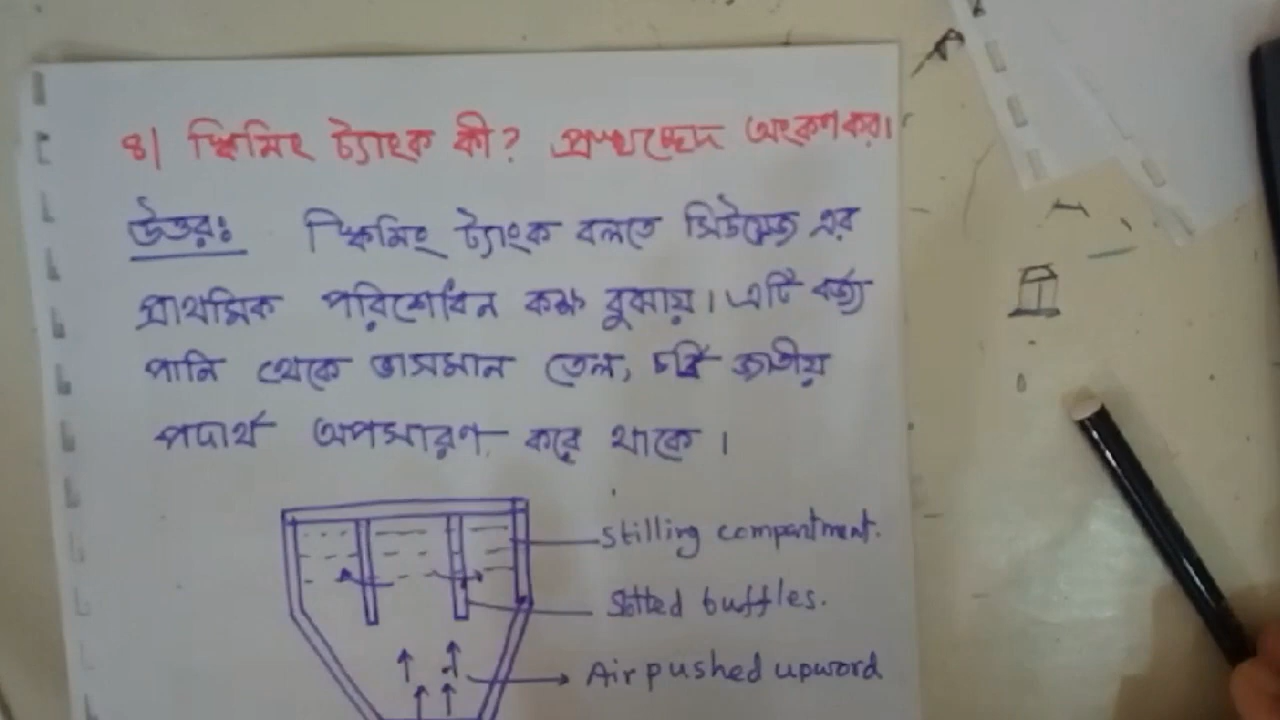 ৪। স্কিমিং ট্যাংক কী? প্রস্থচ্ছেদ অংকণ কর।
উত্তরঃ স্কিমিং ট্যাংক বলতে সিউয়েজ এর
প্রাথমিক পরিশোধন কক্ষ বুঝায়। এটি বর্জ্য
পানি থেকে ভাসমান তেল, চর্বি জাতীয়
পদার্থ অপসারণ করে থাকে।
Stilling compartment.
Slotted buffles.
Air pushed upword